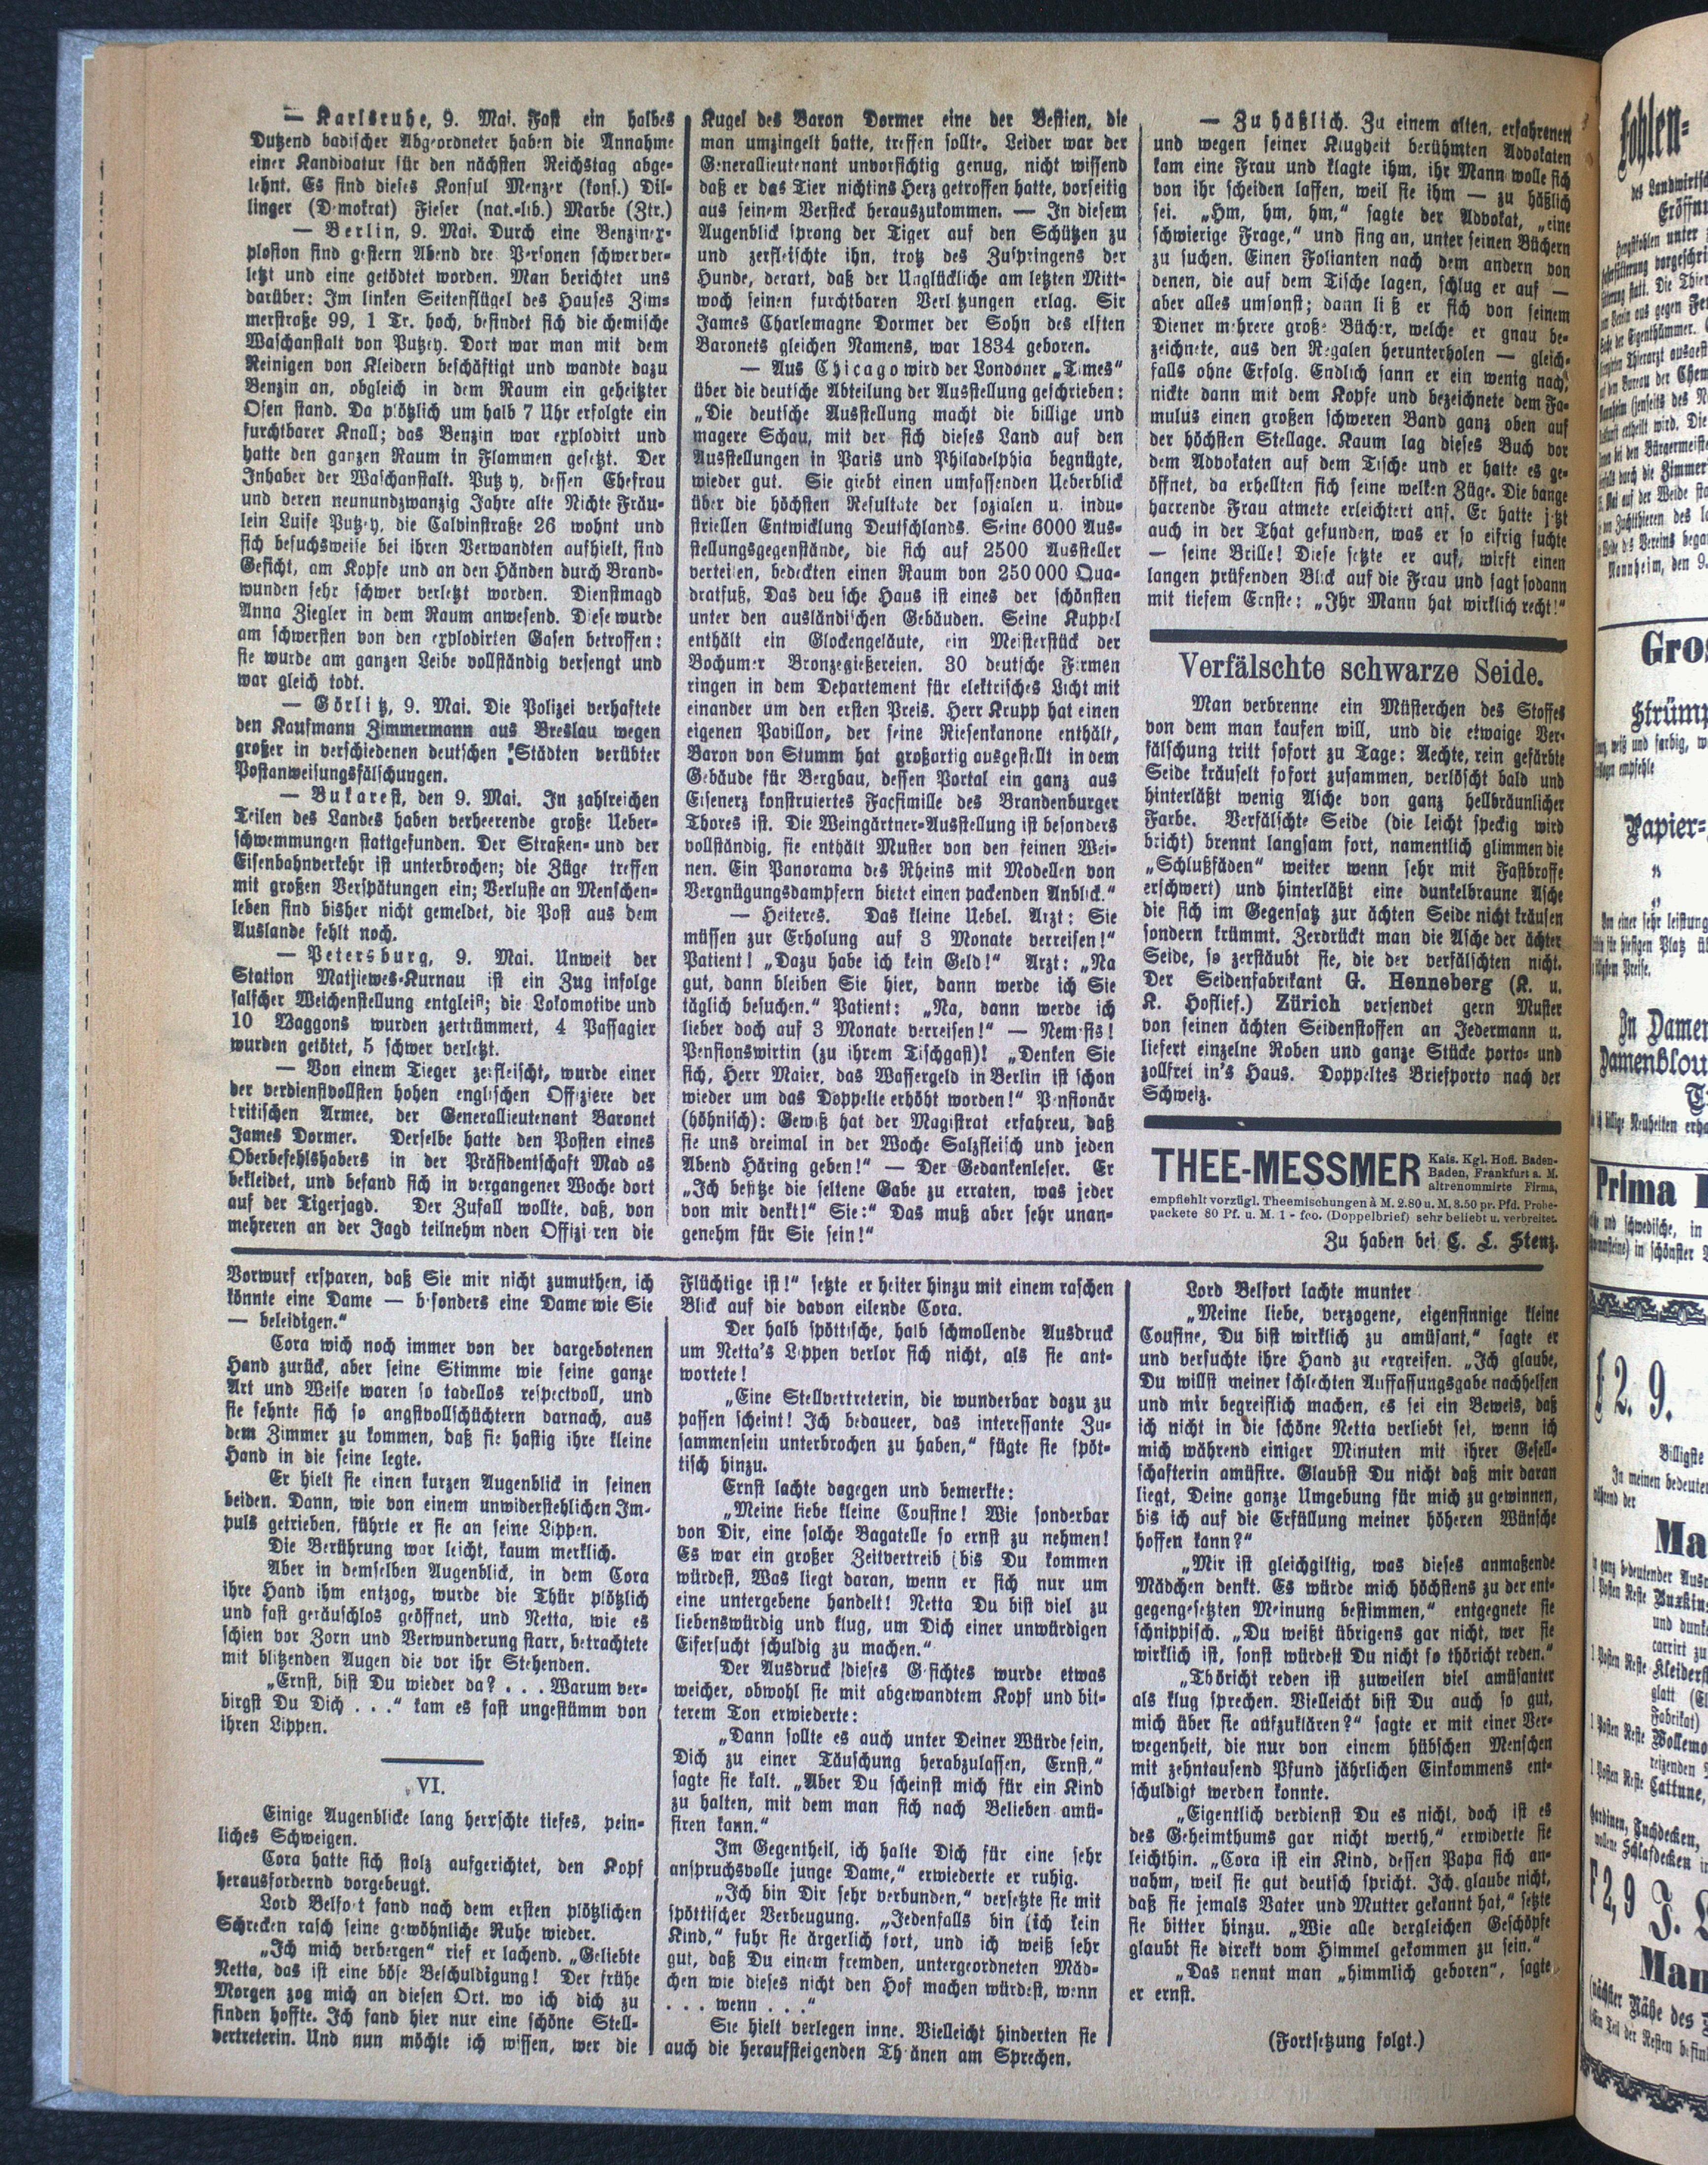 — Karlsruhe, 9. Mai. Fast ein halbes
Dutzend badischer Abgeordneter haben die Annahme
einer Kandidatur für den nächsten Reichstag abge-
lehnt. Es sind dieses Konsul Menzer (kons.) Dil-
linger (Demokrat) Fieser (nat.-lib.) Marbe (Ztr.)
— Berlin, 9. Mai. Durch eine Benzinex-
plosion sind gestern Abend drei Personen schwer ver-
letzt und eine getödtet worden. Man berichtet uns
darüber: Im linken Seitenflügel des Hauses Zim-
merstraße 99, 1 Tr. hoch, befindet sich die chemische
Waschanstalt von Putzey. Dort war man mit dem
Reinigen von Kleidern beschäftigt und wandte dazu
Benzin an, obgleich in dem Raum ein geheitzter
Ofen stand. Da plötzlich um halb 7 Uhr erfolgte ein
furchtbarer Knall; das Benzin war explodirt und
hatte den ganzen Raum in Flammen gesetzt. Der
Inhaber der Waschanstalt. Putz y, dessen Ehefrau
und deren neunundzwanzig Jahre alte Nichte Fräu-
lein Luise Putzey, die Calvinstraße 26 wohnt und
sich besuchsweise bei ihren Verwandten aufhielt, sind
Gesicht, am Kopfe und an den Händen durch Brand-
wunden sehr schwer verletzt worden. Dienstmagd
Anna Ziegler in dem Raum anwesend. Diese wurde
am schwersten von den explodirten Gasen betroffen:
sie wurde am ganzen Leibe vollständig versengt und
war gleich todt.
— Görlitz, 9. Mai. Die Polizei verhaftete
den Kaufmann Zimmermann aus Breslau wegen
großer in verschiedenen deutschen Städten verübter
Postanweisungsfälschungen.
— Bukarest, den 9. Mai. In zahlreichen
Teilen des Landes haben verheerende große Ueber-
schwemmungen stattgefunden. Der Straßen- und der
Eisenbahnverkehr ist unterbrochen; die Züge treffen
mit großen Verspätungen ein; Verluste an Menschen-
leben sind bisher nicht gemeldet, die Post aus dem
Auslande fehlt noch.
— Petersburg, 9. Mai. Unweit der
Station Matjiewes-Kurnau ist ein Zug infolge
falscher Weichenstellung entgleist; die Lokomotive und
10 Waggons wurden zertrümmert, 4 Passagier
wurden getötet, 5 schwer verletzt.
— Von einem Tieger zerfleischt, wurde einer
der verdienstvollsten hohen englischen Offiziere der
britischen Armee, der Generallieutenant Baronet
James Dormer. Derselbe hatte den Posten eines
Oberbefehlshabers in der Präsidentschaft Mad as
bekleidet, und befand sich in vergangener Woche dort
auf der Tigerjagd. Der Zufall wollte, daß, von
mehreren an der Jagd teilnehm nden Offizi ren die
Kugel des Baron Dormer eine der Bestien, die
man umzingelt hatte, treffen sollte. Leider war der
Generallieutenant unvorsichtig genug, nicht wissend
daß er das Tier nichtins Herz getroffen hatte, vorseitig
aus seinem Versteck herauszukommen. — In diesem
Augenblick sprang der Tiger auf den Schützen zu
und zerfleischte ihn, trotz des Zuspringens der
Hunde, derart, daß der Unglückliche am letzten Mitt-
woch seinen furchtbaren Verl tzungen erlag. Sir
James Charlemagne Dormer der Sohn des elften
Baronets gleichen Namens, war 1834 geboren.
— Aus Chicago wird der Londoner „Times“
über die deutsche Abteilung der Ausstellung geschrieben:
„Die deutsche Ausstellung macht die billige und
magere Schau, mit der sich dieses Land auf den
Ausstellungen in Paris und Philadelphia begnügte,
wieder gut. Sie giebt einen umfassenden Ueberblick
über die höchsten Resultate der sozialen u. indu-
striellen Entwicklung Deutschlands. Seine 6000 Aus-
stellungsgegenstände, die sich auf 2500 Aussteller
verteilen, bedeckten einen Raum von 250 000 Qua-
dratfuß. Das deu sche Haus ist eines der schönsten
unter den ausländischen Gebäuden. Seine Kuppel
enthält ein Glockengeläute, ein Meisterstück der
Bochumer Bronzegießereien. 30 deutsche Firmen
ringen in dem Departement für elektrisches Licht mit
einander um den ersten Preis. Herr Krupp hat einen
eigenen Pavillon, der seine Riesenkanone enthält,
Baron von Stumm hat großartig ausgestellt in dem
Gebäude für Bergbau, dessen Portal ein ganz aus
Eisenerz konstruiertes Facsimille des Brandenburger
Thores ist. Die Weingärtner-Ausstellung ist besonders
vollständig, sie enthält Muster von den feinen Wei-
nen. Ein Panorama des Rheins mit Modellen von
Vergnügungsdampfern bietet einen packenden Anblick.“
— Heiteres. Das kleine Uebel. Arzt: Sie
müssen zur Erholung auf 3 Monate verreisen!“
Patient! „Dazu habe ich kein Geld!“ Arzt: „Na
gut, dann bleiben Sie hier, dann werde ich Sie
täglich besuchen.“ Patient: „Na, dann werde ich
lieber doch auf 3 Monate verreisen!“ — Nemesis!
Pensionswirtin (zu ihrem Tischgast)! „Denken Sie
sich, Herr Maier, das Wassergeld in Berlin ist schon
wieder um das Doppelte erhöht worden!“ Pensionär
(höhnisch): Gewiß hat der Magistrat erfahren, daß
sie uns dreimal in der Woche Salzfleisch und jeden
Abend Häring geben!“ — Der Gedankenleser. Er
„Ich besitze die seltene Gabe zu erraten, was jeder
von mir denkt!“ Sie:“ Das muß aber sehr unan-
genehm für Sie sein!“
— Zu häßlich. Zu einem alten, erfahrenen
und wegen seiner Klugheit berühmten Advokaten
kam eine Frau und klagte ihm, ihr Mann wolle sich
von ihr scheiden lassen, weil sie ihm — zu häßlich
sei. „Hm, hm, hm,“ sagte der Advokat, „eine
schwierige Frage,“ und fing an, unter seinen Büchern
zu suchen. Einen Folianten nach dem andern von
denen, die auf dem Tische lagen, schlug er auf —
aber alles umsonst; dann ließ er sich von seinem
Diener mehrere große Bücher, welche er gnau be-
zeichnete, aus den Regalen herunterholen — gleich-
falls ohne Erfolg. Endlich sann er ein wenig nach,
nickte dann mit dem Kopfe und bezeichnete dem Fa-
mulus einen großen schweren Band ganz oben auf
der höchsten Stellage. Kaum lag dieses Buch vor
dem Advokaten auf dem Tische und er hatte es ge-
öffnet, da erhellten sich seine welken Züge. Die bange
harrende Frau atmete erleichtert auf. Er hatte jetzt
auch in der That gefunden, was er so eifrig suchte
— seine Brille! Diese setzte er auf, wirft einen
langen prüfenden Blick auf die Frau und sagt sodann
mit tiefem Ernste: „Ihr Mann hat wirklich recht!“
Verfälschte schwarze Seide.
Man verbrenne ein Müsterchen des Stoffes
von dem man kaufen will, und die etwaige Ver-
fälschung tritt sofort zu Tage: Aechte, rein gefärbte
Seide kräuselt sofort zusammen, verlöscht bald und
hinterläßt wenig Asche von ganz hellbräunlicher
Farbe. Verfälschte Seide (die leicht speckig wird
bricht) brennt langsam fort, namentlich glimmen die
„Schlußfäden“ weiter wenn sehr mit Fastbroffe
erschwert) und hinterläßt eine dunkelbraune Asche
die sich im Gegensatz zur ächten Seide nicht kräusen
sondern krümmt. Zerdrückt man die Asche der ächter
Seide, so zerstäubt sie, die der verfälschten nicht.
Der Seidenfabrikant G. Henneberg (K. u.
K. Hoflief.) Zürich versendet gern Muster
von seinen ächten Seidenstoffen an Jedermann u.
liefert einzelne Roben und ganze Stücke porto- und
zollfrei in's Haus. Doppeltes Briefporto nach der
Schweiz.
THEE-MESSMER Kais. Kgl. Hofl. Baden-
Baden, Frankfurt a. M.
altrenommirte Firma,
empfiehlt vorzügl. Theemischungen à M. 2.80 u. M. 3.50 pr. Pfd. Probe-
packete 80 Pf. u. M. 1 - fco. (Doppelbrief) sehr beliebt u. verbreitet.
Zu haben bei C. L. Stenz.
Vorwurf ersparen, daß Sie mir nicht zumuthen, ich
könnte eine Dame — besonders eine Dame wie Sie
— beleidigen.“
Cora wich noch immer von der dargebotenen
Hand zurück, aber seine Stimme wie seine ganze
Art und Weise waren so tadellos respectvoll, und
sie sehnte sich so angstvollschüchtern darnach, aus
dem Zimmer zu kommen, daß sie hastig ihre kleine
Hand in die seine legte.
Er hielt sie einen kurzen Augenblick in seinen
beiden. Dann, wie von einem unwiderstehlichen Im-
puls getrieben, führte er sie an seine Lippen.
Die Berührung war leicht, kaum merklich.
Aber in demselben Augenblick, in dem Cora
ihre Hand ihm entzog, wurde die Thür plötzlich
und fast geräuschlos geöffnet, und Netta, wie es
schien vor Zorn und Verwunderung starr, betrachtete
mit blitzenden Augen die vor ihr Stehenden.
„Ernst, bist Du wieder da? . . . Warum ver-
birgst Du Dich . . .“ kam es fast ungestümm von
ihren Lippen.
VI.
Einige Augenblicke lang herrschte tiefes, pein-
liches Schweigen.
Cora hatte sich stolz aufgerichtet, den Kopf
herausfordernd vorgebeugt.
Lord Belfort fand nach dem ersten plötzlichen
Schrecken rasch seine gewöhnliche Ruhe wieder.
„Ich mich verbergen“ rief er lachend. „Geliebte
Netta, das ist eine böse Beschuldigung! Der frühe
Morgen zog mich an diesen Ort. wo ich dich zu
finden hoffte. Ich fand hier nur eine schöne Stell-
vertreterin. Und nun möchte ich wissen, wer die
Flüchtige ist!“ setzte er heiter hinzu mit einem raschen
Blick auf die davon eilende Cora.
Der halb spöttische, halb schmollende Ausdruck
um Netta's Lippen verlor sich nicht, als sie ant-
wortete!
„Eine Stellvertreterin, die wunderbar dazu zu
passen scheint! Ich bedaueer, das interessante Zu-
sammensein unterbrochen zu haben,“ fügte sie spöt-
tisch hinzu.
Ernst lachte dagegen und bemerkte:
„Meine liebe kleine Cousine! Wie sonderbar
von Dir, eine solche Bagatelle so ernst zu nehmen!
Es war ein großer Zeitvertreib bis Du kommen
würdest, Was liegt daran, wenn er sich nur um
eine untergebene handelt! Netta Du bist viel zu
liebenswürdig und klug, um Dich einer unwürdigen
Eifersucht schuldig zu machen.“
Der Ausdruck dieses Gesichtes wurde etwas
weicher, obwohl sie mit abgewandtem Kopf und bit-
terem Ton erwiederte:
„Dann sollte es auch unter Deiner Würde sein,
Dich zu einer Täuschung herabzulassen, Ernst,“
sagte sie kalt. „Aber Du scheinst mich für ein Kind
zu halten, mit dem man sich nach Belieben amü-
siren kann.“
Im Gegentheil, ich halte Dich für eine sehr
anspruchsvolle junge Dame,“ erwiederte er ruhig.
„Ich bin Dir sehr verbunden,“ versetzte sie mit
spöttischer Verbeugung. „Jedenfalls bin ich kein
Kind,“ fuhr sie ärgerlich fort, und ich weiß sehr
gut, daß Du einem fremden, untergeordneten Mäd-
chen wie dieses nicht den Hof machen würdest, wenn
. . . wenn . . .“
Sie hielt verlegen inne. Vielleicht hinderten sie
auch die heraufsteigenden Th änen am Sprechen.
Lord Belfort lachte munter
„Meine liebe, verzogene, eigensinnige kleine
Cousine, Du bist wirklich zu amüsant,“ sagte er
und versuchte ihre Hand zu ergreifen. „Ich glaube,
Du willst meiner schlechten Auffassungsgabe nachhelfen
und mir begreiflich machen, es sei ein Beweis, daß
ich nicht in die schöne Netta verliebt sei, wenn ich
mich während einiger Minuten mit ihrer Gesell-
schafterin amüsire. Glaubst Du nicht daß mir daran
liegt, Deine ganze Umgebung für mich zu gewinnen,
bis ich auf die Erfüllung meiner höheren Wünsche
hoffen kann?“
„Mir ist gleichgiltig, was dieses anmaßende
Mädchen denkt. Es würde mich höchstens zu der ent-
gegengesetzten Meinung bestimmen,“ entgegnete sie
schnippisch. „Du weißt übrigens gar nicht, wer sie
wirklich ist, sonst würdest Du nicht so thöricht reden.“
„Thöricht reden ist zuweilen viel amüsanter
als klug sprechen. Vielleicht bist Du auch so gut,
mich über sie aufzuklären?“ sagte er mit einer Ver-
wegenheit, die nur von einem hübschen Menschen
mit zehntausend Pfund jährlichen Einkommens ent-
schuldigt werden konnte.
„Eigentlich verdienst Du es nicht, doch ist es
des Geheimthums gar nicht werth,“ erwiderte sie
leichthin. „Cora ist ein Kind, dessen Papa sich an-
nahm, weil sie gut deutsch spricht. Ich glaube nicht,
daß sie jemals Vater und Mutter gekannt hat,“ setzte
sie bitter hinzu. „Wie alle dergleichen Geschöpfe
glaubt sie direkt vom Himmel gekommen zu sein.“
„Das nennt man „himmlich geboren“, sagte
er ernst.
(Fortsetzung folgt.)
Fohlen-
des Landwirtsch
Gros
Strümp
Papier-
In Damen
Damenblou
Prima
F 2. 9.
Billigste
Ma
F 2, 9 J. L
Man